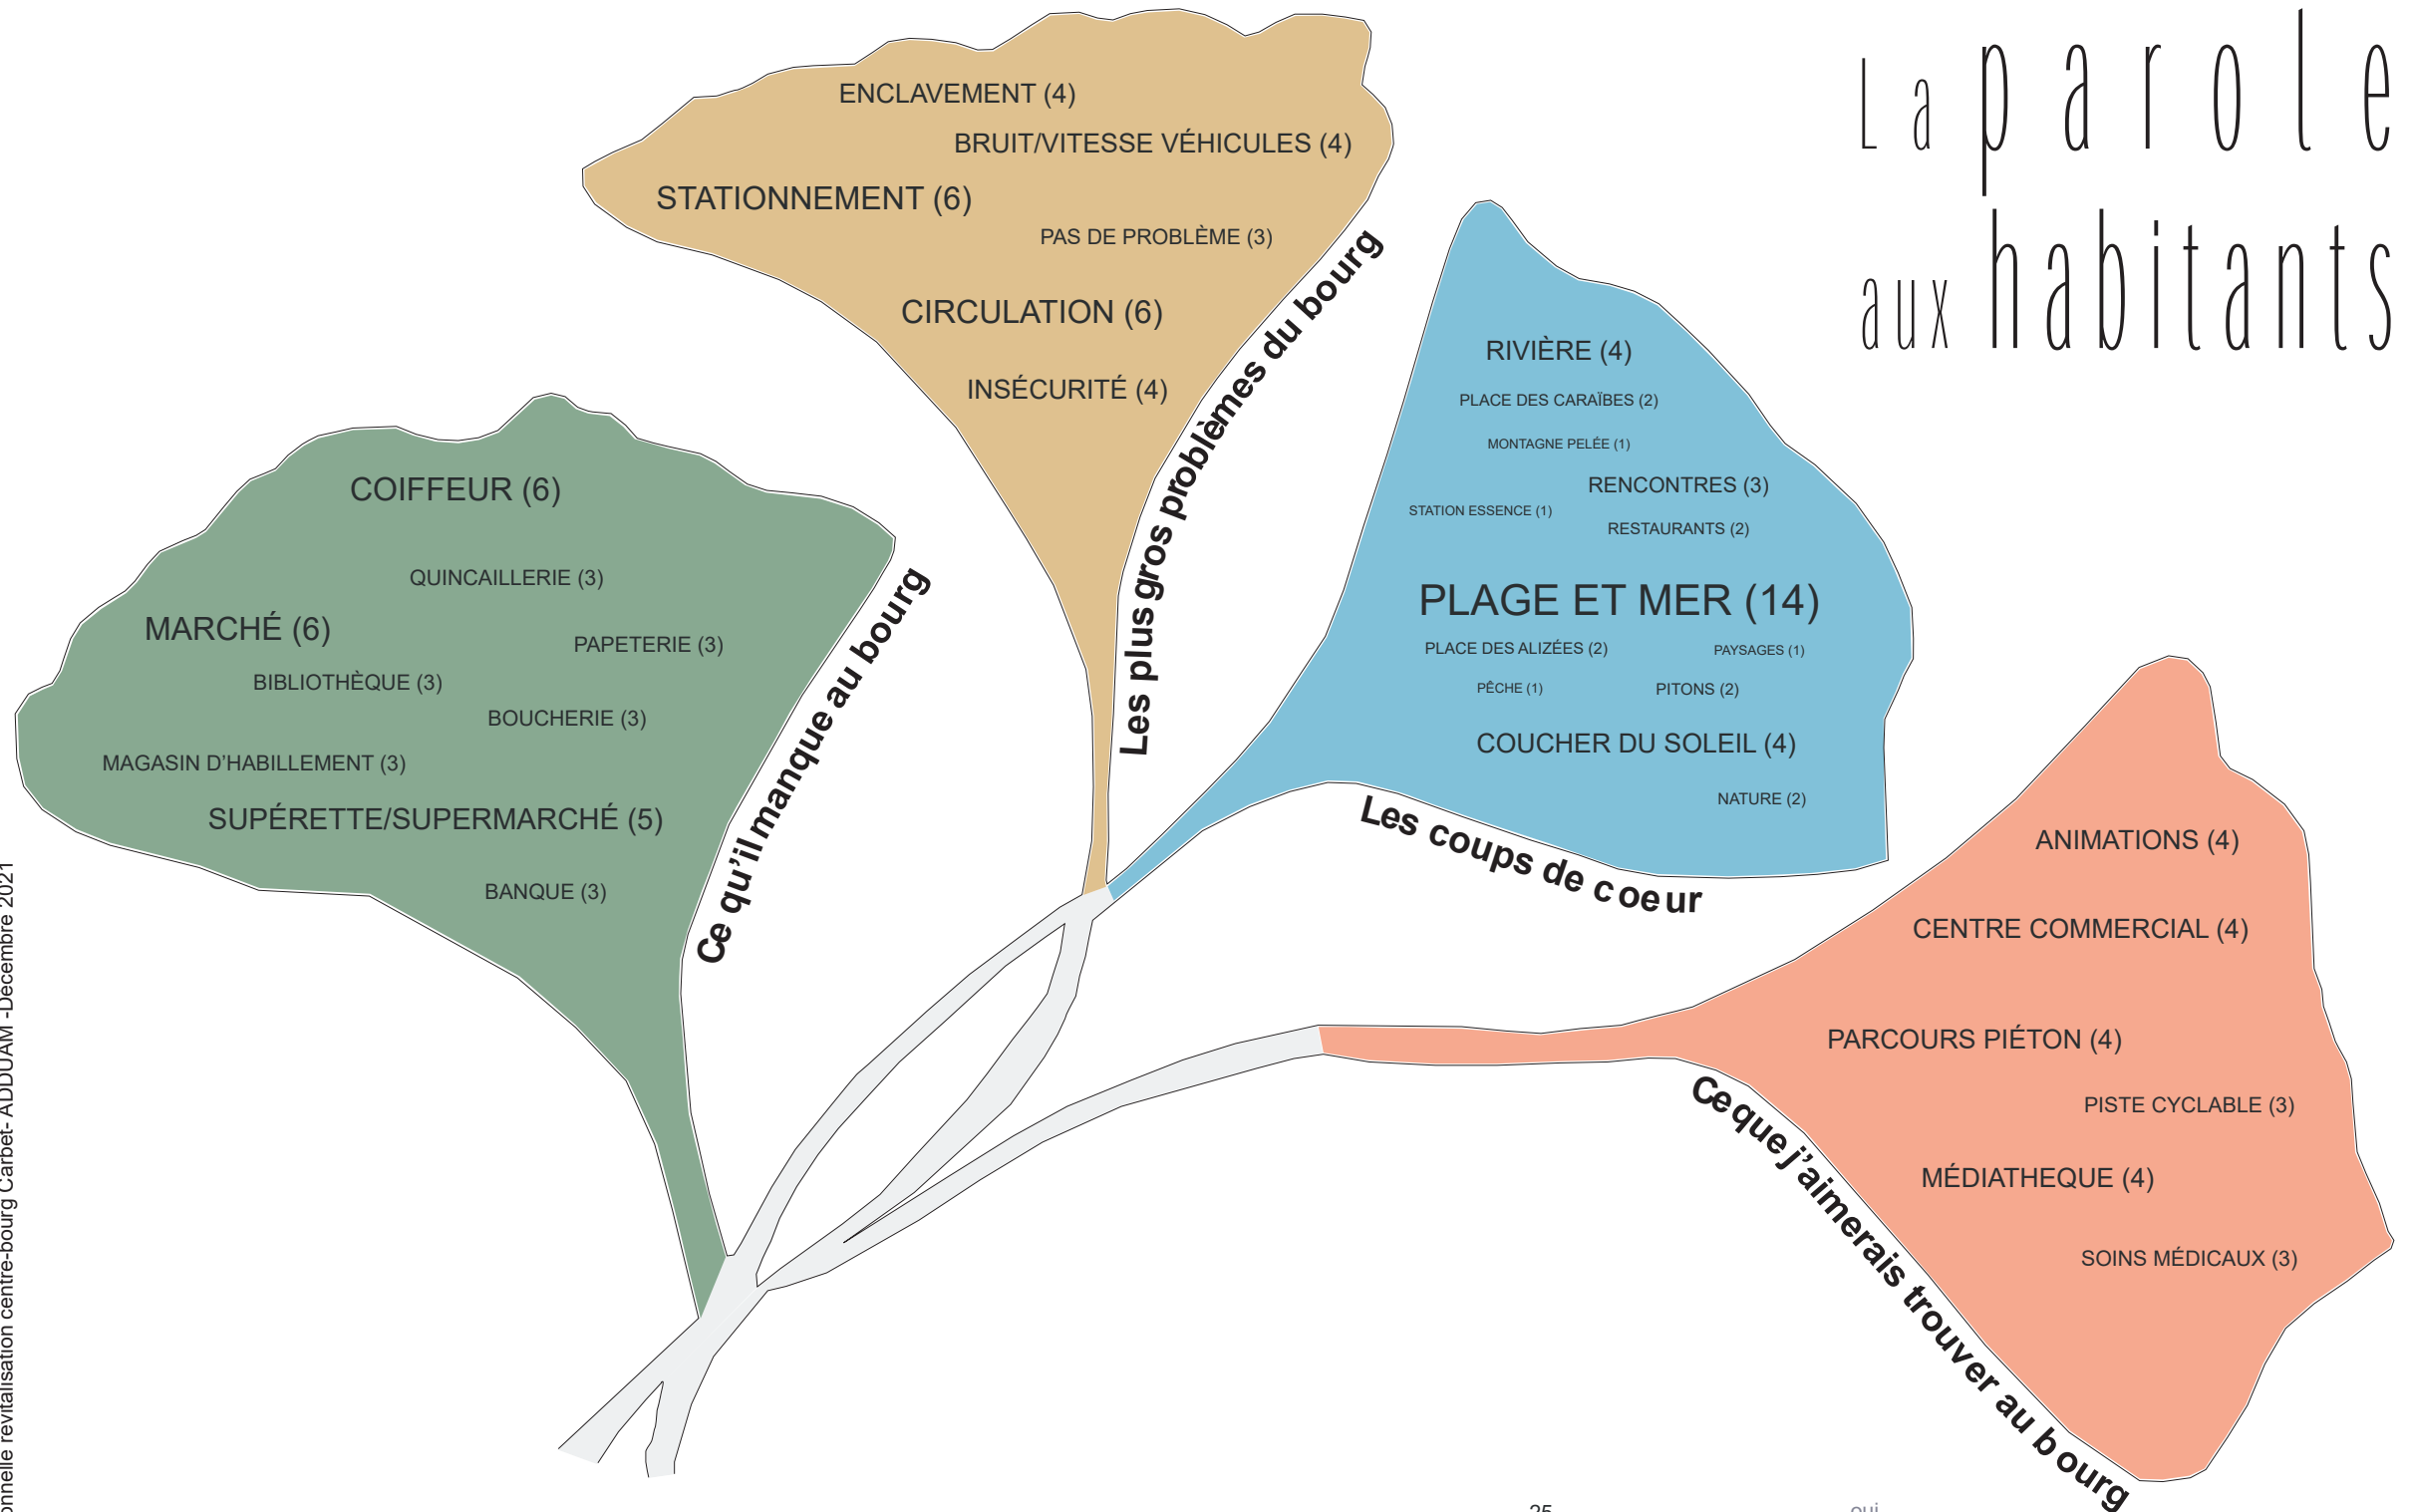 La parole
aux habitants
ENCLAVEMENT (4)
BRUIT/VITESSE VÉHICULES (4)
STATIONNEMENT (6)
PAS DE PROBLÈME (3)
CIRCULATION (6)
INSÉCURITÉ (4)
Les plus gros problèmes du bourg
RIVIÈRE (4)
PLACE DES CARAÏBES (2)
MONTAGNE PELÉE (1)
RENCONTRES (3)
STATION ESSENCE (1)
RESTAURANTS (2)
PLAGE ET MER (14)
PLACE DES ALIZÉES (2)
PAYSAGES (1)
PÊCHE (1)
PITONS (2)
COUCHER DU SOLEIL (4)
NATURE (2)
Les coups de coeur
COIFFEUR (6)
QUINCAILLERIE (3)
MARCHÉ (6)
PAPETERIE (3)
BIBLIOTHÈQUE (3)
BOUCHERIE (3)
MAGASIN D'HABILLEMENT (3)
SUPÉRETTE/SUPERMARCHÉ (5)
BANQUE (3)
Ce qu'il manque au bourg
ANIMATIONS (4)
CENTRE COMMERCIAL (4)
PARCOURS PIÉTON (4)
PISTE CYCLABLE (3)
MÉDIATHEQUE (4)
SOINS MÉDICAUX (3)
Ce que j'aimerais trouver au bourg
revitalisation centre-bourg Carbet- ADDUAM -Décembre 2021
25
oui